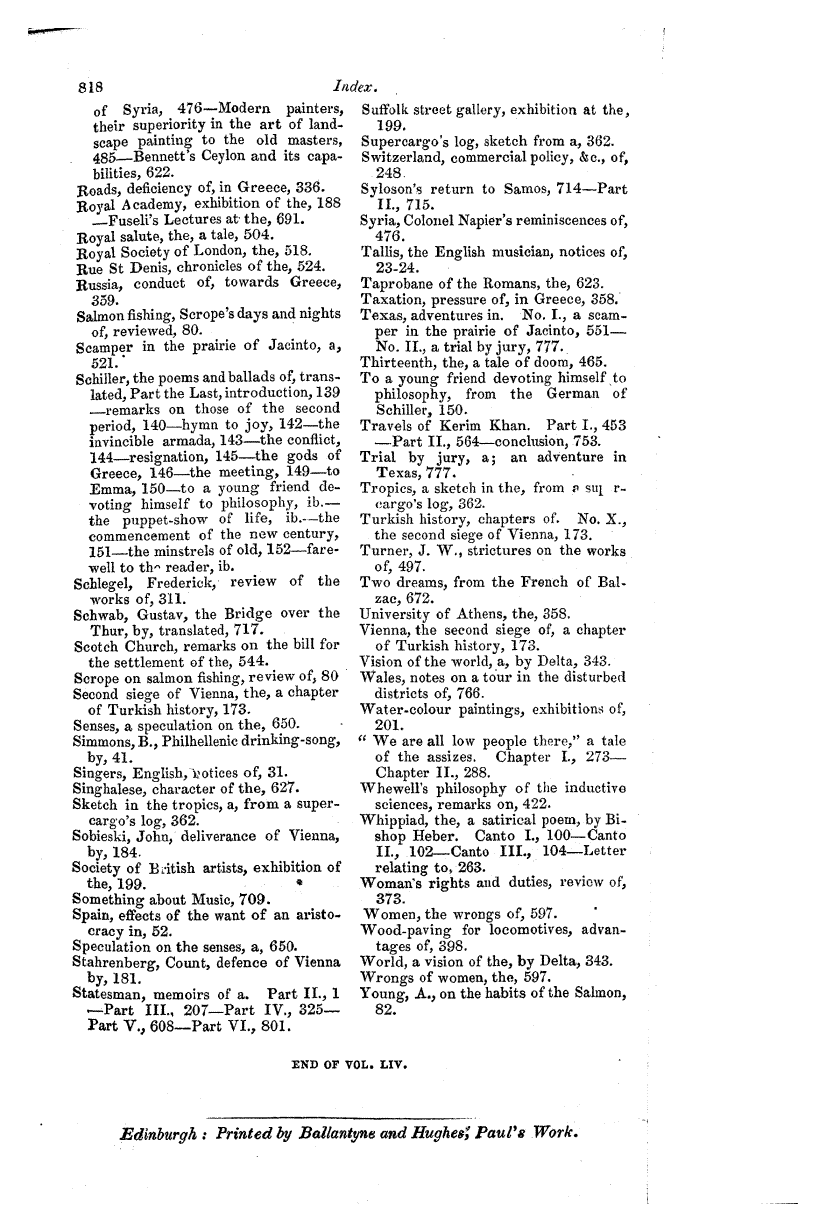 818
Index.
of Syria, 476—Modern painters,
their superiority in the art of land-
scape painting to the old masters,
485—Bennett's Ceylon and its capa-
bilities, 622.
Roads, deficiency of, in Greece, 336.
Royal Academy, exhibition of the, 188
—Fuseli's Lectures at the, 691.
Royal salute, the, a tale, 504.
Royal Society of London, the, 518.
Rue St Denis, chronicles of the, 524.
Russia, conduct of, towards Greece,
359.
Salmon fishing, Scrope's days and nights
of, reviewed, 80.
Scamper in the prairie of Jacinto, a,
521.
Schiller, the poems and ballads of, trans-
lated, Part the Last, introduction, 139
—remarks on those of the second
period, 140—hymn to joy, 142—the
invincible armada, 143—the conflict,
144—resignation, 145—the gods of
Greece, 146—the meeting, 149—to
Emma, 150—to a young friend de-
voting himself to philosophy, ib.—
the puppet-show of life, ib.—the
commencement of the new century,
151—the minstrels of old, 152—fare-
well to the reader, ib.
Schlegel, Frederick, review of the
works of, 311.
Schwab, Gustav, the Bridge over the
Thur, by, translated, 717.
Scotch Church, remarks on the bill for
the settlement of the, 544.
Scrope on salmon fishing, review of, 80
Second siege of Vienna, the, a chapter
of Turkish history, 173.
Senses, a speculation on the, 650.
Simmons, B., Philhellenic drinking-song,
by, 41.
Singers, English, notices of, 31.
Singhalese, character of the, 627.
Sketch in the tropics, a, from a super-
cargo's log, 362.
Sobieski, John, deliverance of Vienna,
by, 184.
Society of British artists, exhibition of
the, 199.
Something about Music, 709.
Spain, effects of the want of an aristo-
cracy in, 52.
Speculation on the senses, a, 650.
Stahrenberg, Count, defence of Vienna
by, 181.
Statesman, memoirs of a. Part II., 1
—Part III., 207—Part IV., 325—
Part V., 608—Part VI., 801.
Suffolk street gallery, exhibition at the,
199.
Supercargo's log, sketch from a, 362.
Switzerland, commercial policy, &c., of,
248.
Syloson's return to Samos, 714—Part
II., 715.
Syria, Colonel Napier's reminiscences of,
476.
Tallis, the English musician, notices of,
23-24.
Taprobane of the Romans, the, 623.
Taxation, pressure of, in Greece, 358.
Texas, adventures in. No. I., a scam-
per in the prairie of Jacinto, 551—
No. II., a trial by jury, 777.
Thirteenth, the, a tale of doom, 465.
To a young friend devoting himself to
philosophy, from the German of
Schiller, 150.
Travels of Kerim Khan. Part I., 453
—Part II., 564—conclusion, 753.
Trial by jury, a; an adventure in
Texas, 777.
Tropics, a sketch in the, from a sup r-
cargo's log, 362.
Turkish history, chapters of. No. X.,
the second siege of Vienna, 173.
Turner, J. W., strictures on the works
of, 497.
Two dreams, from the French of Bal-
zac, 672.
University of Athens, the, 358.
Vienna, the second siege of, a chapter
of Turkish history, 173.
Vision of the world, a, by Delta, 343.
Wales, notes on a tour in the disturbed
districts of, 766.
Water-colour paintings, exhibitions of,
201.
“ We are all low people there,” a tale
of the assizes. Chapter I., 273—
Chapter II., 288.
Whewell's philosophy of the inductive
sciences, remarks on, 422.
Whippiad, the, a satirical poem, by Bi-
shop Heber. Canto I., 100—Canto
II., 102—Canto III., 104—Letter
relating to, 263.
Woman's rights and duties, review of,
373.
Women, the wrongs of, 597.
Wood-paving for locomotives, advan-
tages of, 398.
World, a vision of the, by Delta, 343.
Wrongs of women, the, 597.
Young, A., on the habits of the Salmon,
82.
END OF VOL. LIV.
Edinburgh : Printed by Ballantyne and Hughes, Paul's Work.